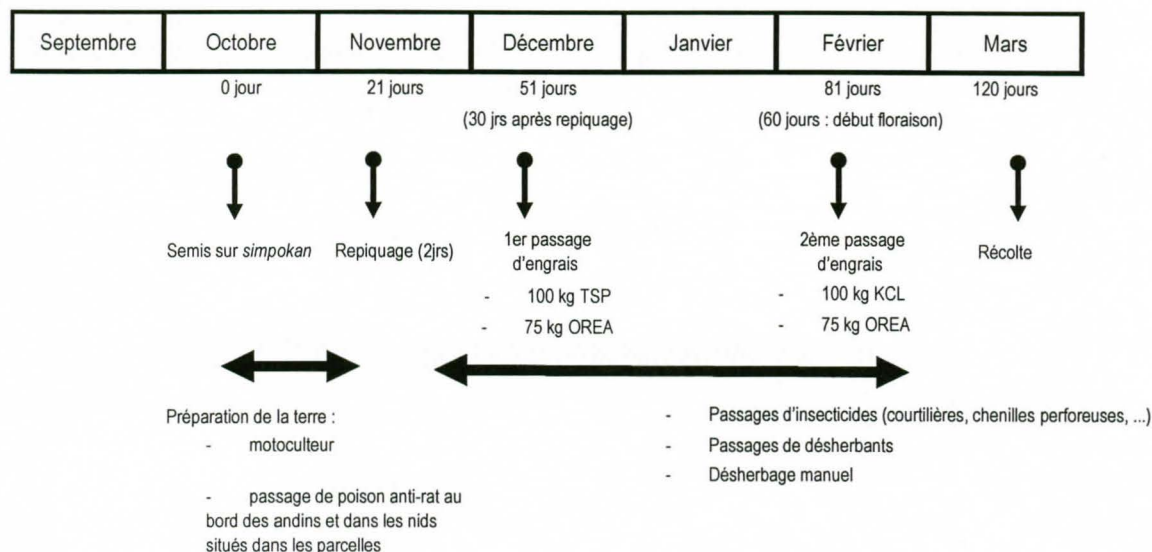 Septembre Octobre Novembre Décembre Janvier Février Mars
0 jour 21 jours 51 jours 81 jours 120 jours
(30 jrs après repiquage) (60 jours : début floraison)
Semis sur simpokan Repiquage (2jrs) 1er passage 2ème passage Récolte
d'engrais d'engrais
- 100 kg TSP - 100 kg KCL
- 75 kg OREA - 75 kg OREA
Préparation de la terre :
- motoculteur
- passage de poison anti-rat au
bord des andins et dans les nids
situés dans les parcelles
- Passages d'insecticides (courtilières, chenilles perforeuses, ...)
- Passages de désherbants
- Désherbage manuel